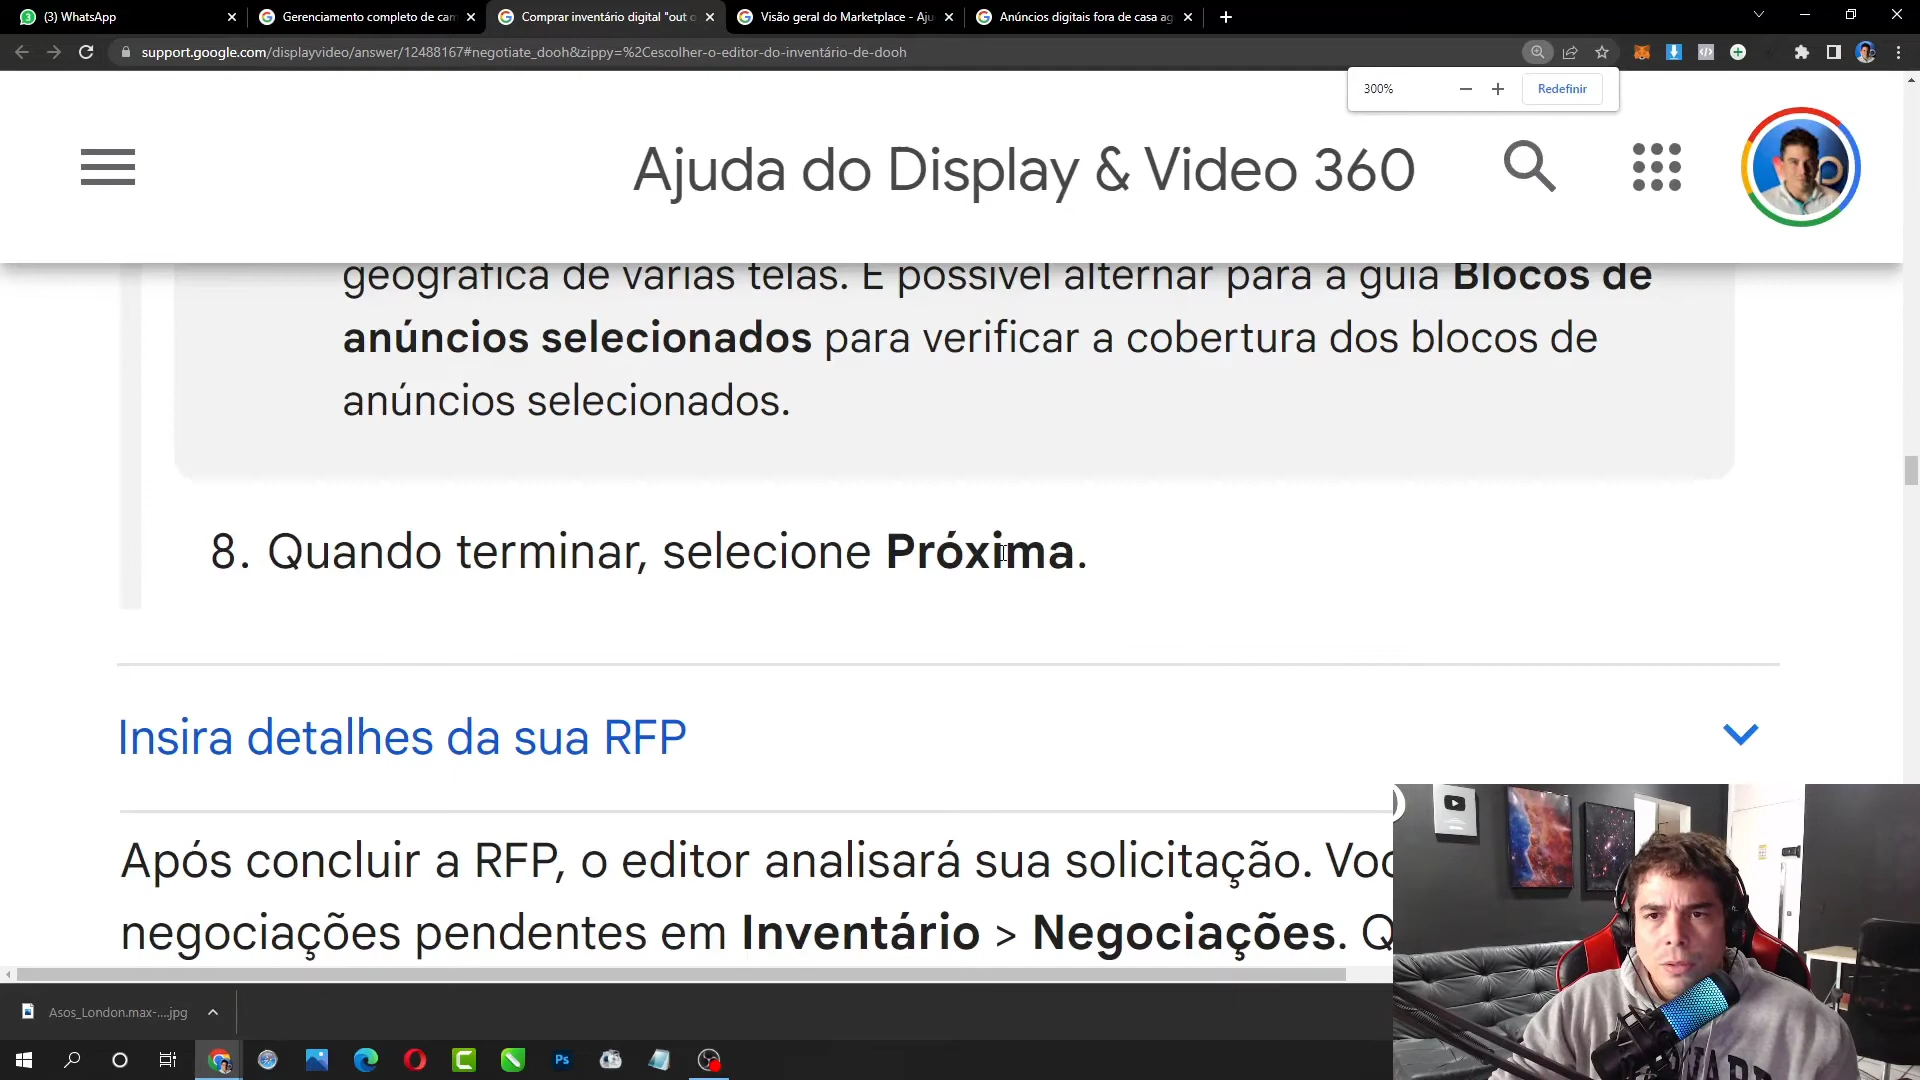 (3) WhatsApp
Gerenciamento completo de cam
Comprar inventário digital "out o
Visão geral do Marketplace - Aju
Anúncios digitais fora de casa ag
support.google.com/displayvideo/answer/12488167#negotiate_dooh&zippy=%2Cescolher-o-editor-do-inventário-de-dooh
300%
Redefinir
Ajuda do Display & Video 360
geográfica de várias telas. É possível alternar para a guia Blocos de
anúncios selecionados para verificar a cobertura dos blocos de
anúncios selecionados.
8. Quando terminar, selecione Próxima.
Insira detalhes da sua RFP
Após concluir a RFP, o editor analisará sua solicitação. Voc
negociações pendentes em Inventário > Negociações. Q
Asos_London.max-....jpg
Ps